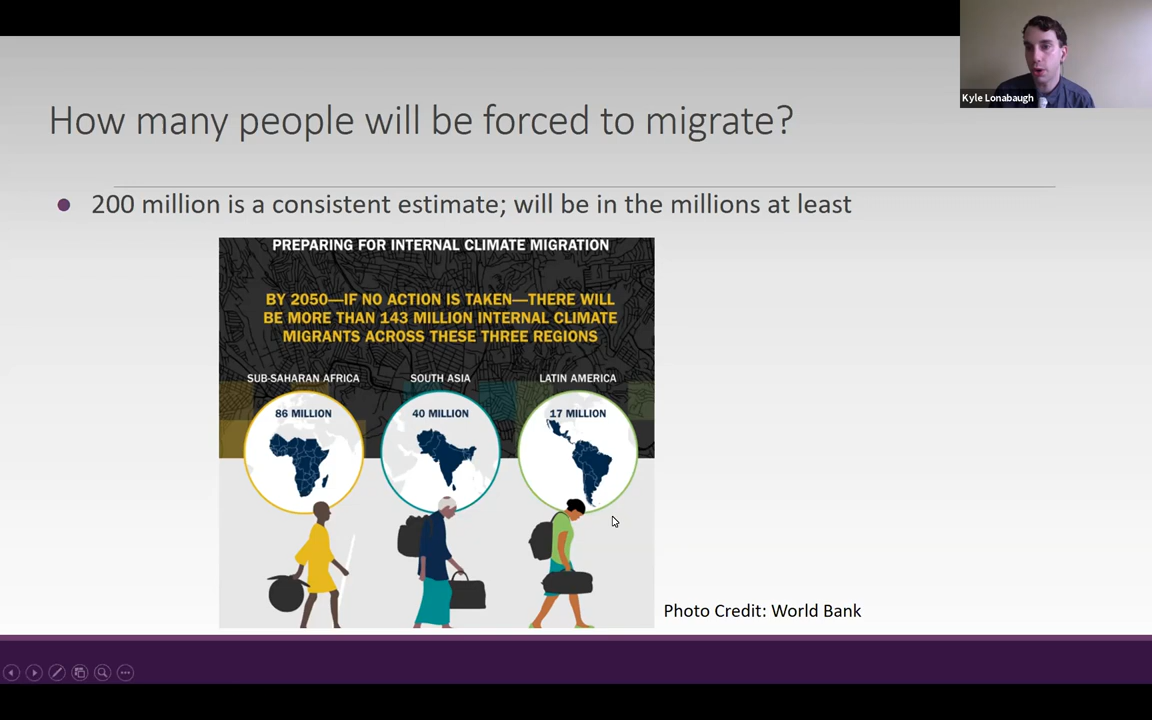 Kyle Lonabaugh
How many people will be forced to migrate?
200 million is a consistent estimate; will be in the millions at least
PREPARING FOR INTERNAL CLIMATE MIGRATION
BY 2050—IF NO ACTION IS TAKEN—THERE WILL
BE MORE THAN 143 MILLION INTERNAL CLIMATE
MIGRANTS ACROSS THESE THREE REGIONS
SUB-SAHARAN AFRICA
SOUTH ASIA
LATIN AMERICA
86 MILLION
40 MILLION
17 MILLION
Photo Credit: World Bank